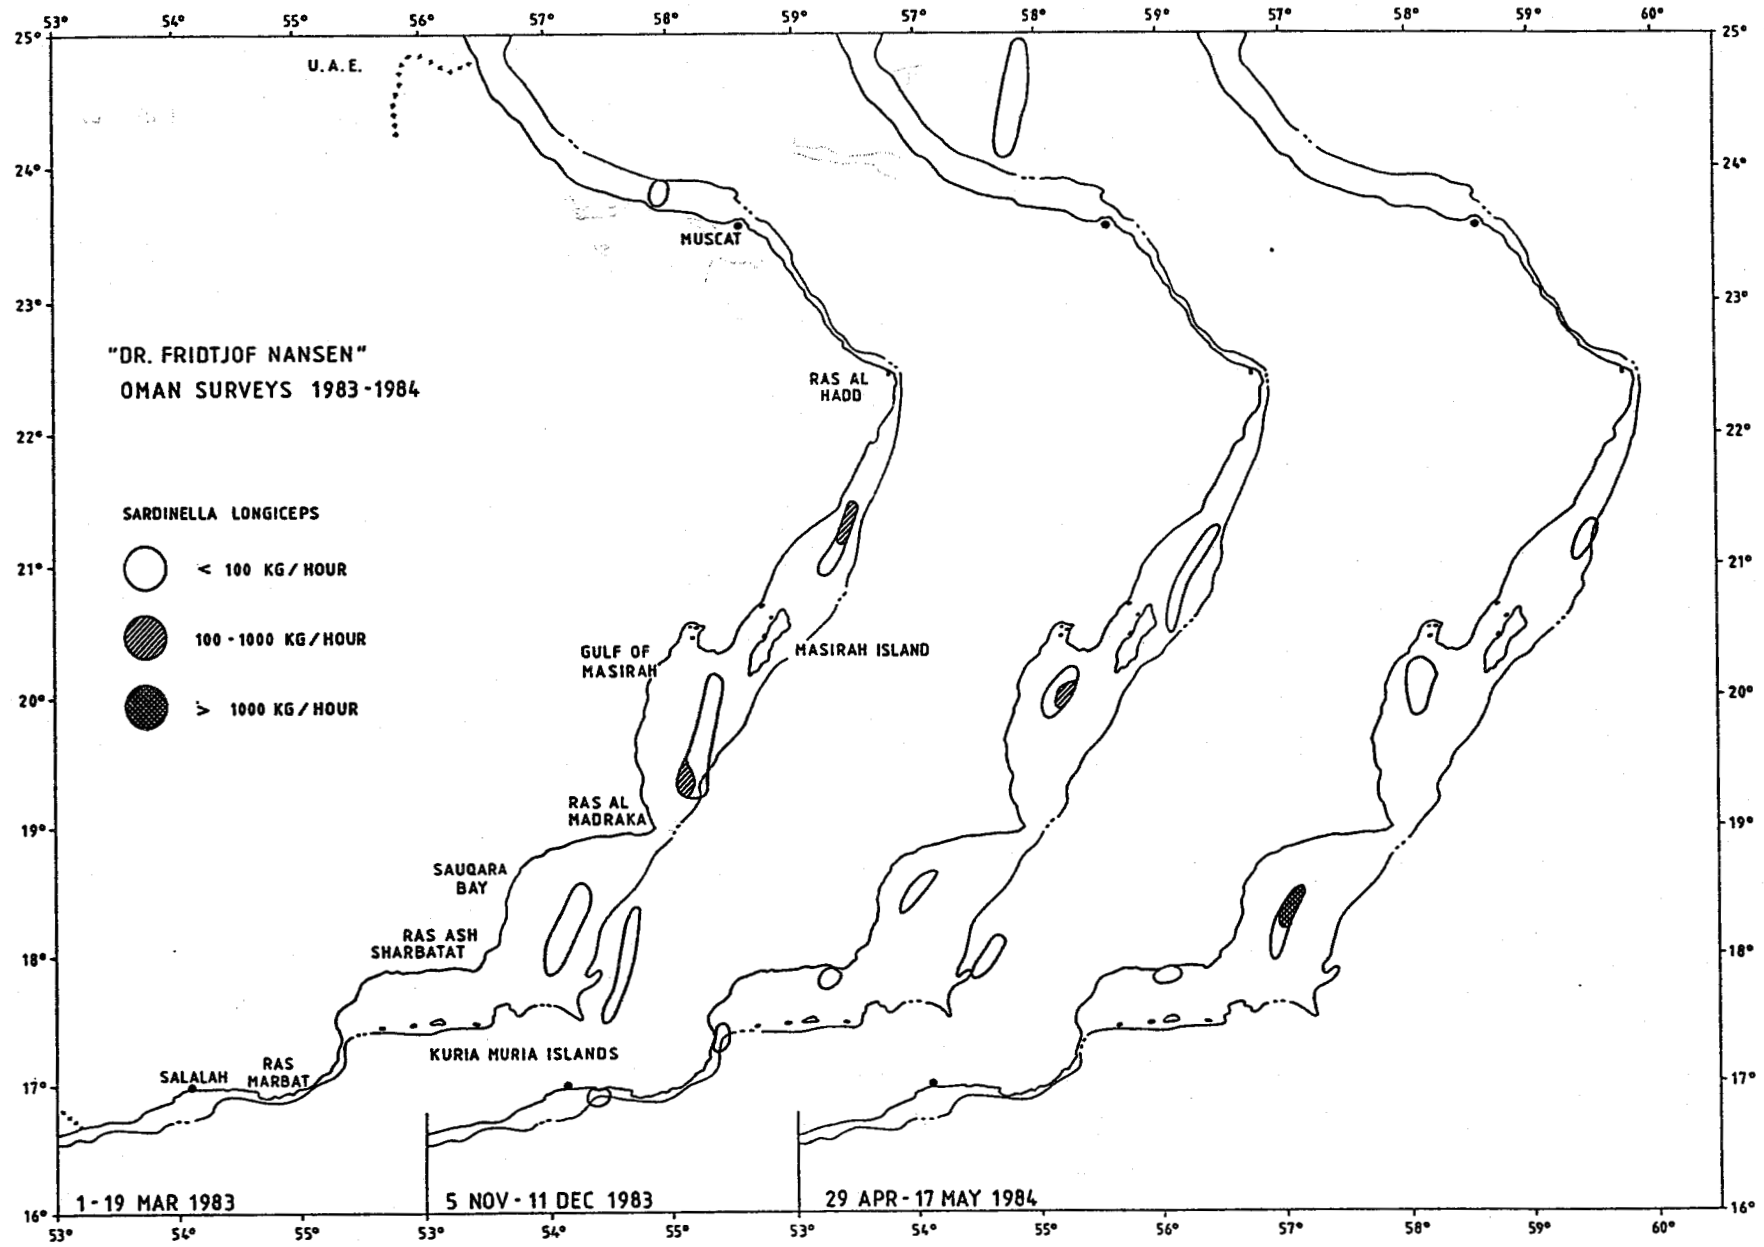 53° 54° 55° 56° 57° 58° 59° 57° 58° 59° 57° 58° 59° 60°
25° 25°
U.A.E.
24° 24°
MUSCAT
23° 23°
"DR. FRIDTJOF NANSEN"
OMAN SURVEYS 1983-1984
RAS AL
HADD
22° 22°
SARDINELLA LONGICEPS
< 100 KG/HOUR
21° 21°
100-1000 KG/HOUR
GULF OF
MASIRAH
MASIRAH ISLAND
20° 20°
> 1000 KG/HOUR
RAS AL
MADRAKA
19° 19°
SAUQARA
BAY
RAS ASH
SHARBATAT
18° 18°
KURIA MURIA ISLANDS
SALALAH
RAS
MARBAT
17° 17°
1-19 MAR 1983
5 NOV-11 DEC 1983
29 APR-17 MAY 1984
16° 16°
53° 54° 55° 53° 54° 55° 53° 54° 55° 56° 57° 58° 59° 60°